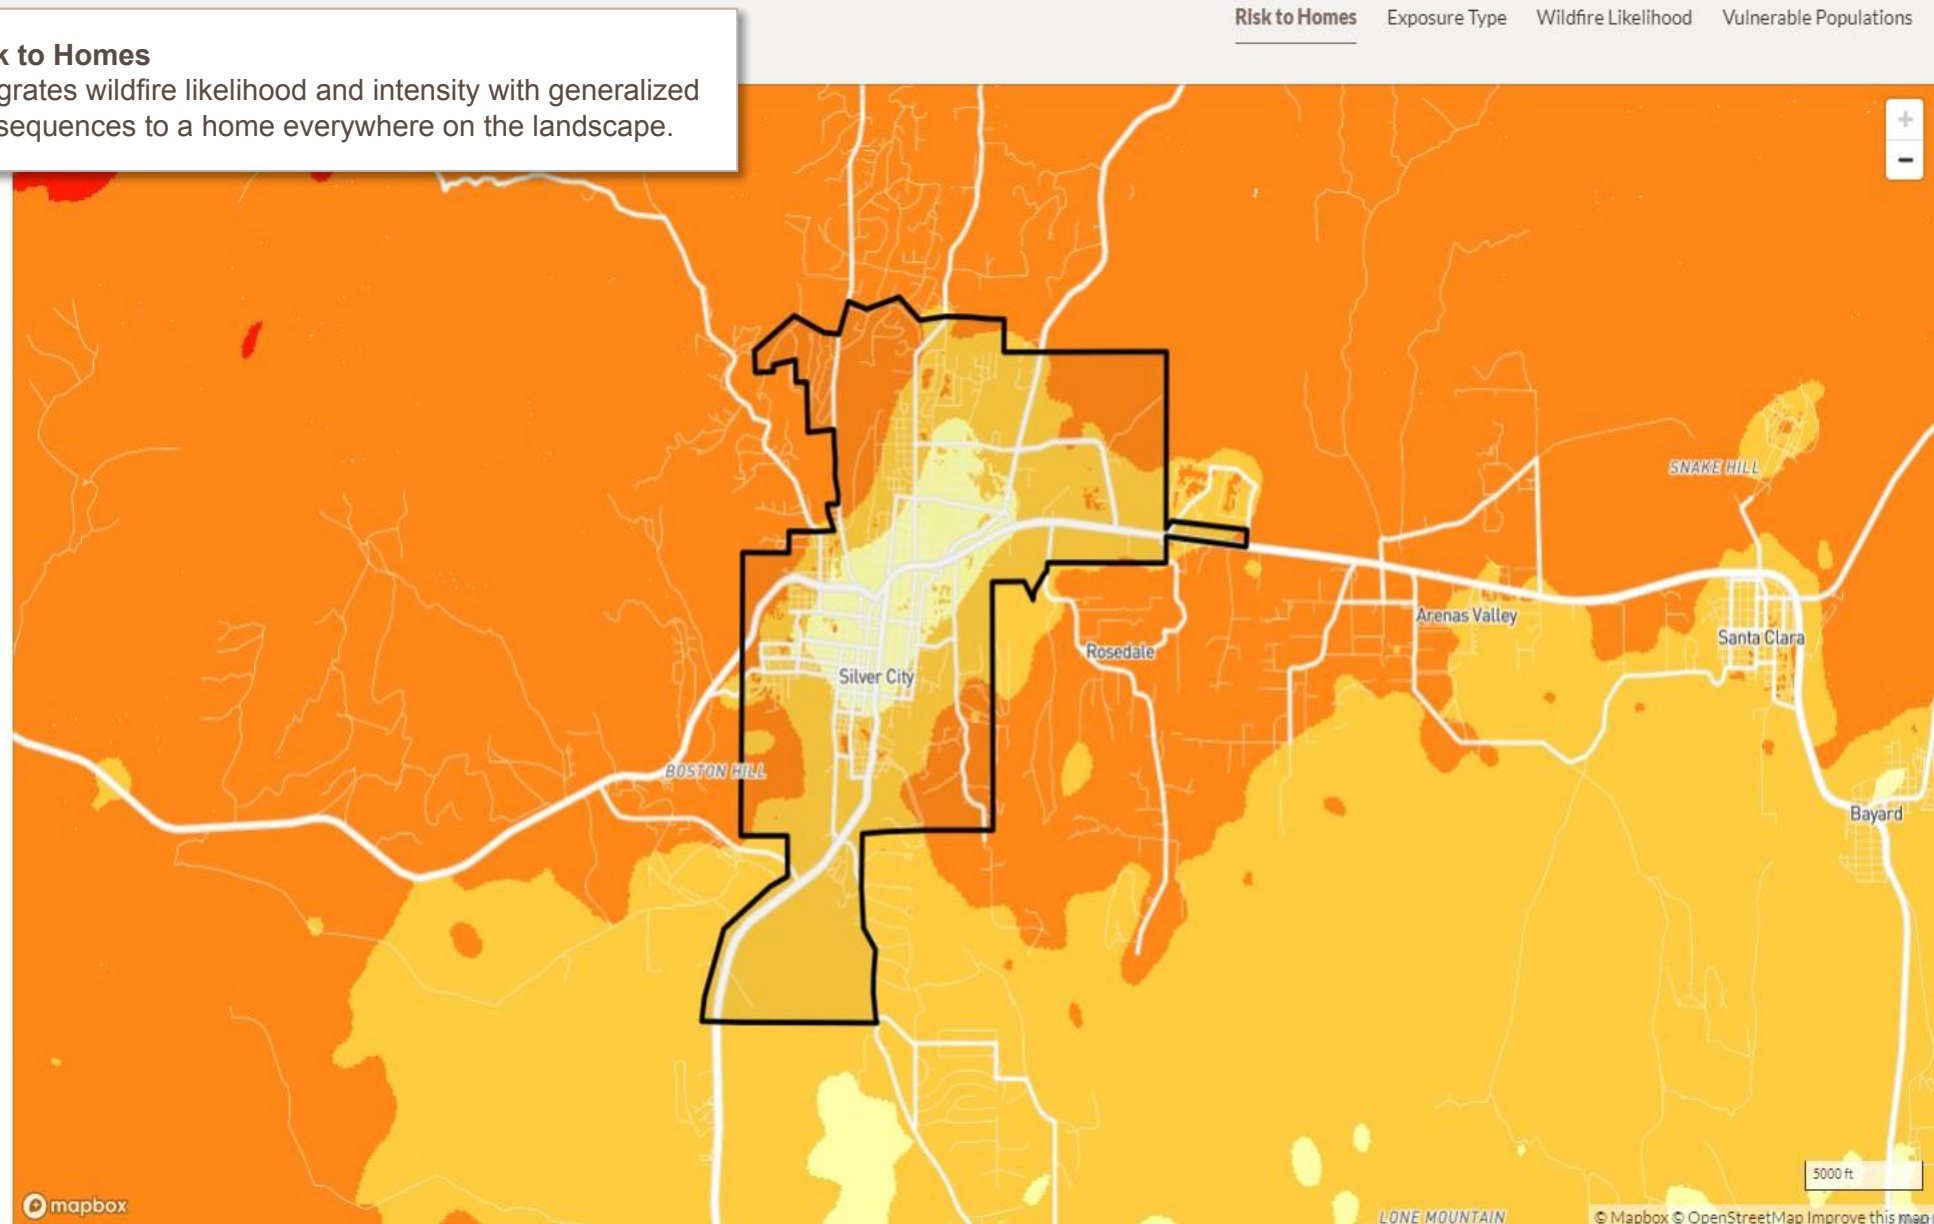 Risk to Homes Exposure Type Wildfire Likelihood Vulnerable Populations
k to Homes
grates wildfire likelihood and intensity with generalized
sequences to a home everywhere on the landscape.
+
−
SNAKE HILL
Arenas Valley
Santa Clara
Rosedale
Silver City
BOSTON HILL
Bayard
5000 ft
mapbox
LONE MOUNTAIN
© Mapbox © OpenStreetMap Improve this map